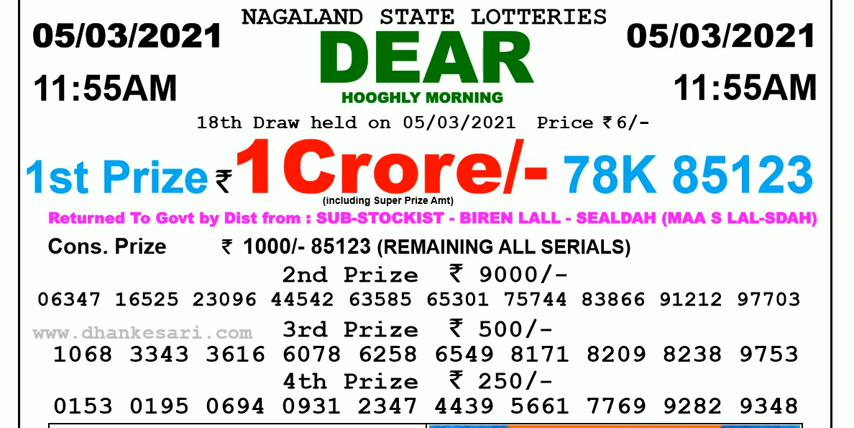 NAGALAND STATE LOTTERIES
05/03/2021 DEAR 05/03/2021
11:55AM HOOGHLY MORNING 11:55AM
18th Draw held on 05/03/2021 Price ₹6/-
1st Prize ₹1Crore/- 78K 85123
(including Super Prize Amt)
Returned To Govt by Dist from : SUB-STOCKIST - BIREN LALL - SEALDAH (MAA S LAL-SDAH)
Cons. Prize ₹ 1000/- 85123 (REMAINING ALL SERIALS)
2nd Prize ₹ 9000/-
06347 16525 23096 44542 63585 65301 75744 83866 91212 97703
www.dhankesari.com 3rd Prize ₹ 500/-
1068 3343 3616 6078 6258 6549 8171 8209 8238 9753
4th Prize ₹ 250/-
0153 0195 0694 0931 2347 4439 5661 7769 9282 9348